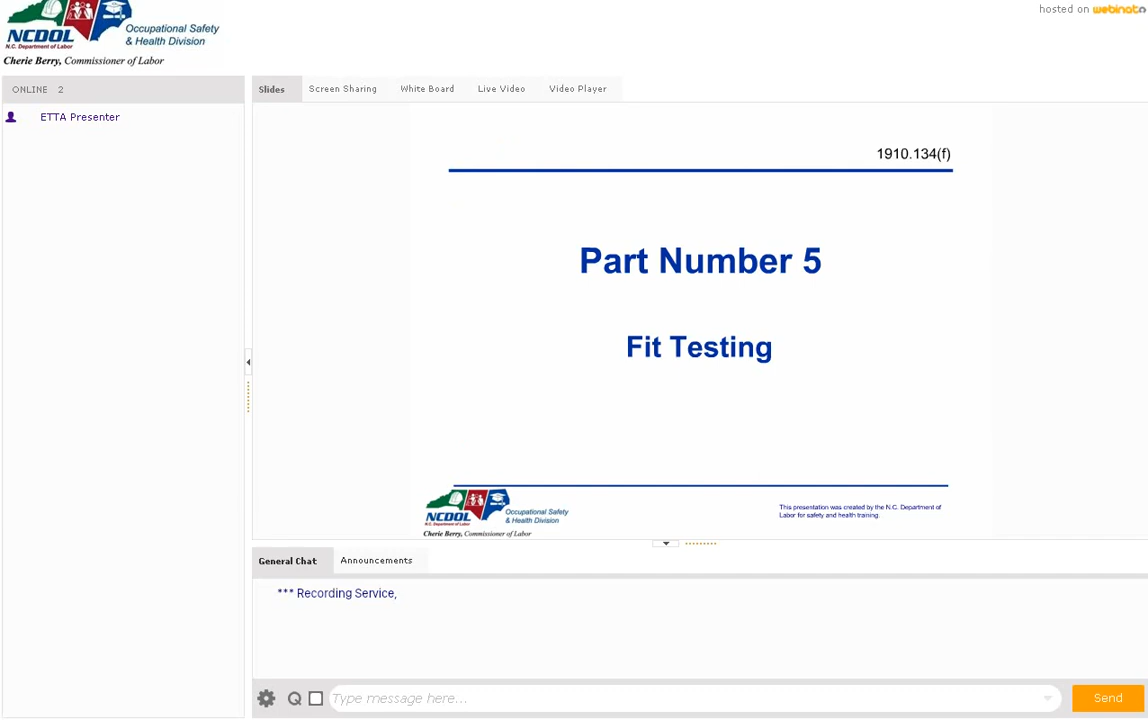 hosted on webinato
NCDOL
N.C. Department of Labor
Occupational Safety
& Health Division
Cherie Berry, Commissioner of Labor
ONLINE 2
ETTA Presenter
Slides Screen Sharing White Board Live Video Video Player
1910.134(f)
Part Number 5
Fit Testing
NCDOL
N.C. Department of Labor
Occupational Safety
& Health Division
Cherie Berry, Commissioner of Labor
This presentation was created by the N.C. Department of
Labor for safety and health training.
General Chat Announcements
*** Recording Service,
Q Type message here... Send